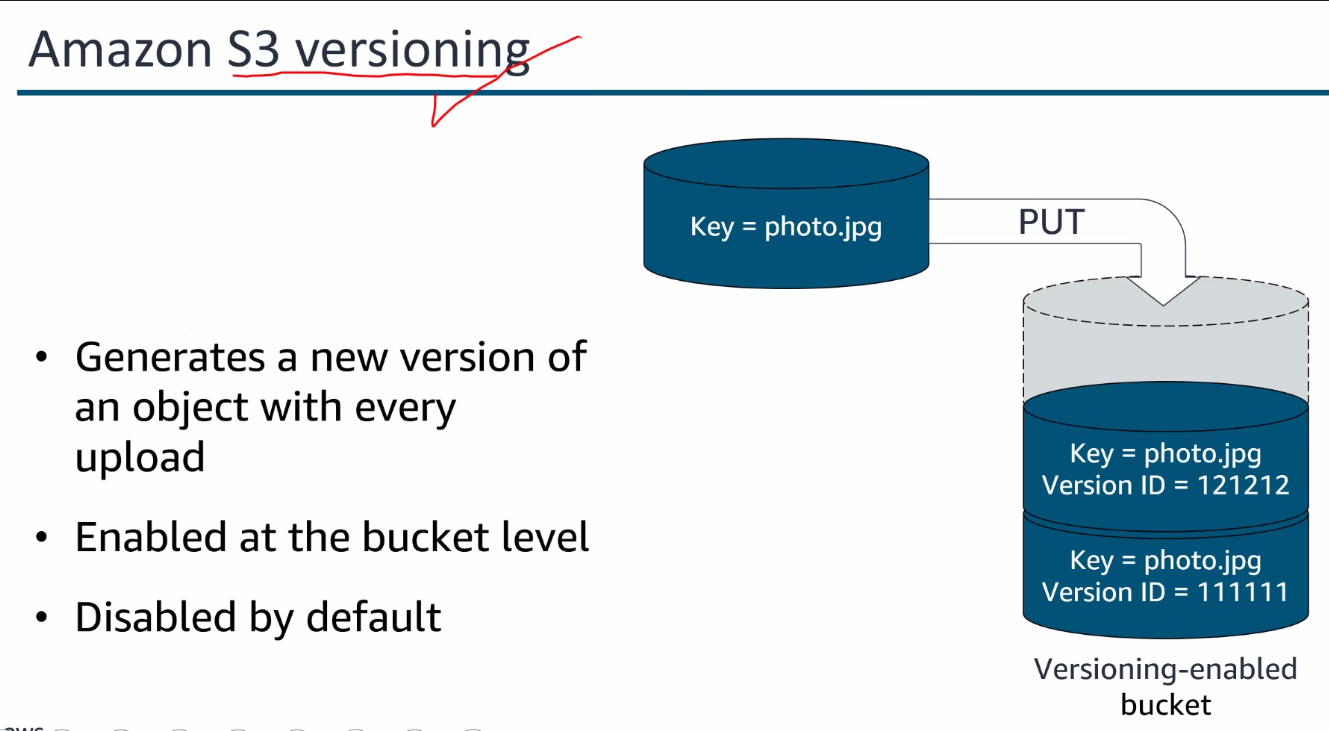 Amazon S3 versioning
Key = photo.jpg
PUT
• Generates a new version of
an object with every
upload
• Enabled at the bucket level
• Disabled by default
Key = photo.jpg
Version ID = 121212
Key = photo.jpg
Version ID = 111111
Versioning-enabled
bucket
aws